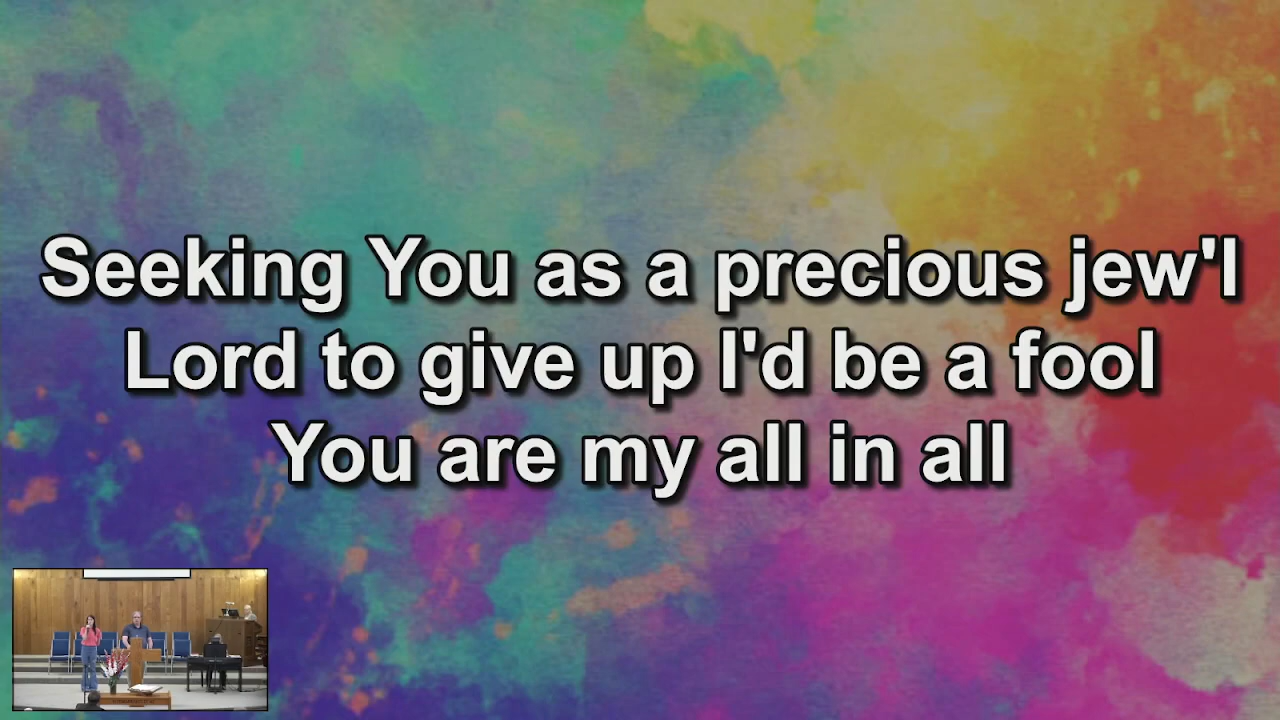 Seeking You as a precious jew'l
Lord to give up I'd be a fool
You are my all in all